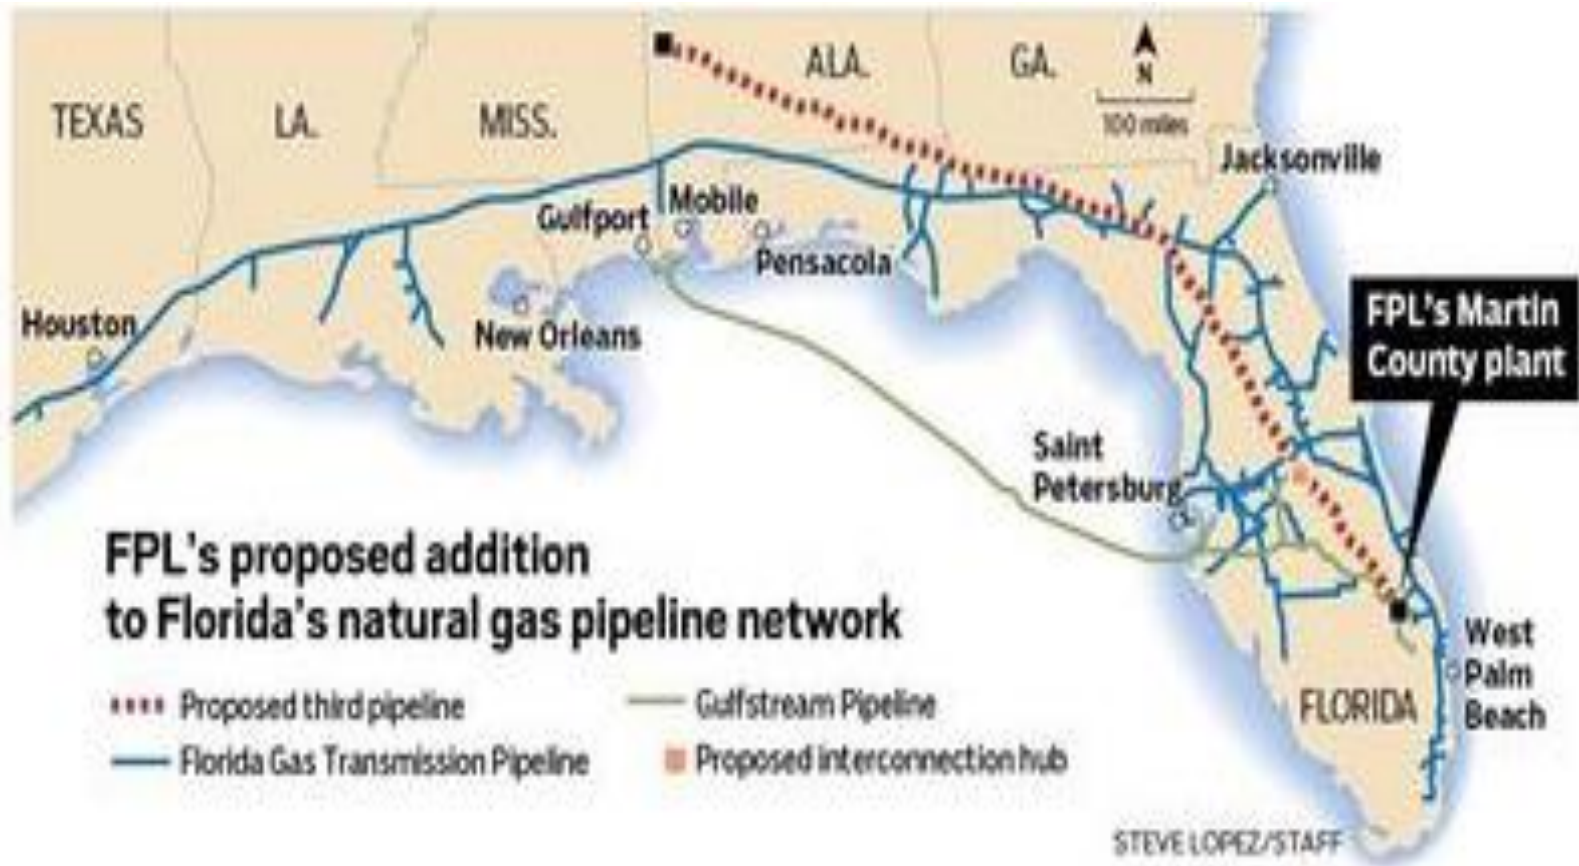 TEXAS
LA.
MISS.
ALA.
GA.
N
100 miles
Jacksonville
Mobile
Gulfport
Pensacola
Houston
New Orleans
FPL's Martin
County plant
Saint
Petersburg
FPL's proposed addition
to Florida's natural gas pipeline network
Proposed third pipeline
Gulfstream Pipeline
Florida Gas Transmission Pipeline
Proposed interconnection hub
FLORIDA
West
Palm
Beach
STEVE LOPEZ/STAFF